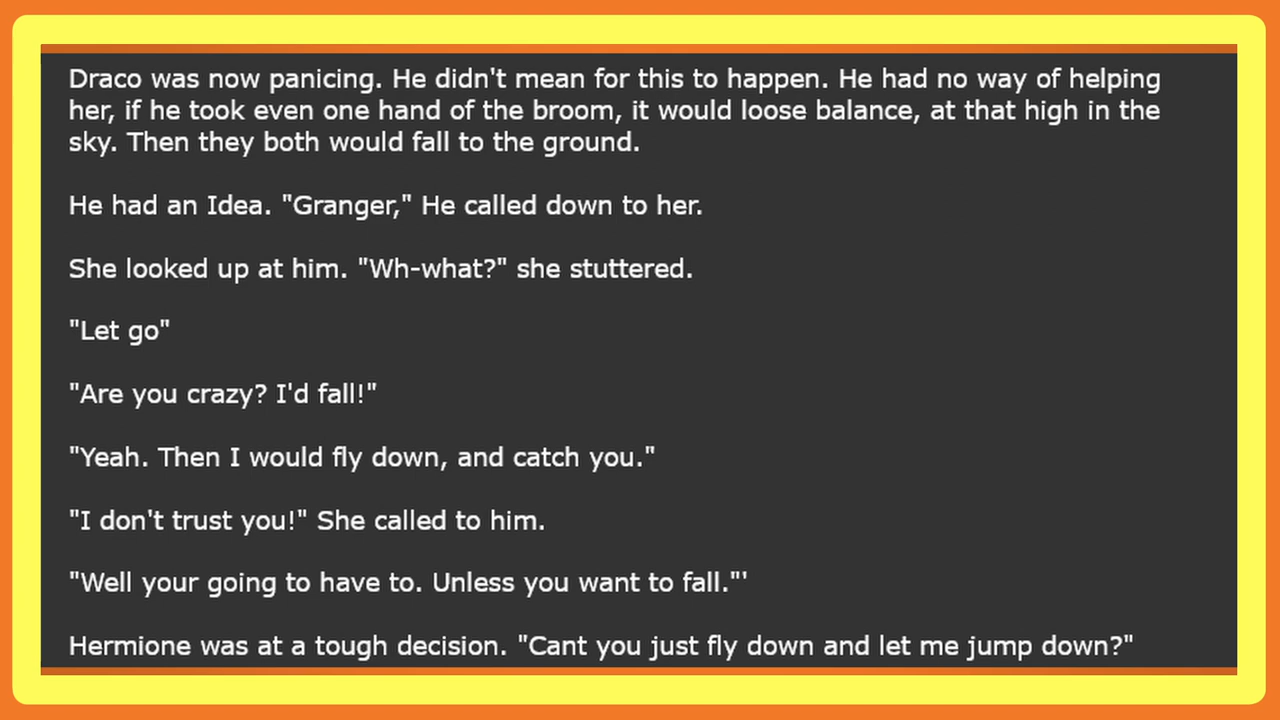 Draco was now panicing. He didn't mean for this to happen. He had no way of helping
her, if he took even one hand of the broom, it would loose balance, at that high in the
sky. Then they both would fall to the ground.
He had an Idea. "Granger," He called down to her.
She looked up at him. "Wh-what?" she stuttered.
"Let go"
"Are you crazy? I'd fall!"
"Yeah. Then I would fly down, and catch you."
"I don't trust you!" She called to him.
"Well your going to have to. Unless you want to fall."'
Hermione was at a tough decision. "Cant you just fly down and let me jump down?"